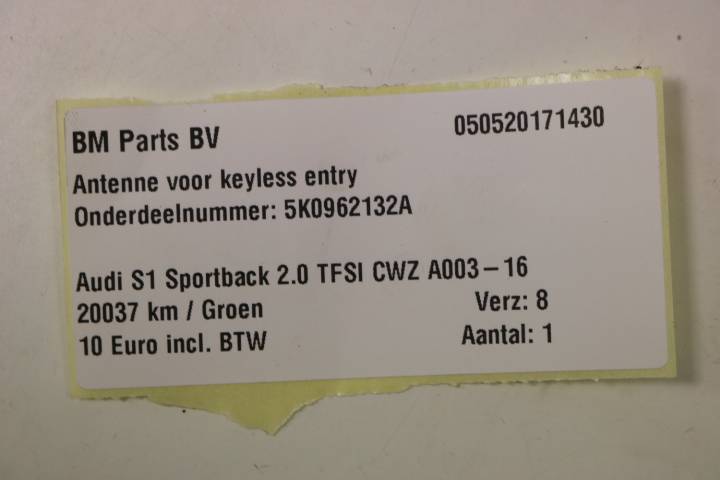 BM Parts BV 050520171430
Antenne voor keyless entry
Onderdeelnummer: 5K0962132A
Audi S1 Sportback 2.0 TFSI CWZ A003-16
20037 km / Groen Verz: 8
10 Euro incl. BTW Aantal: 1